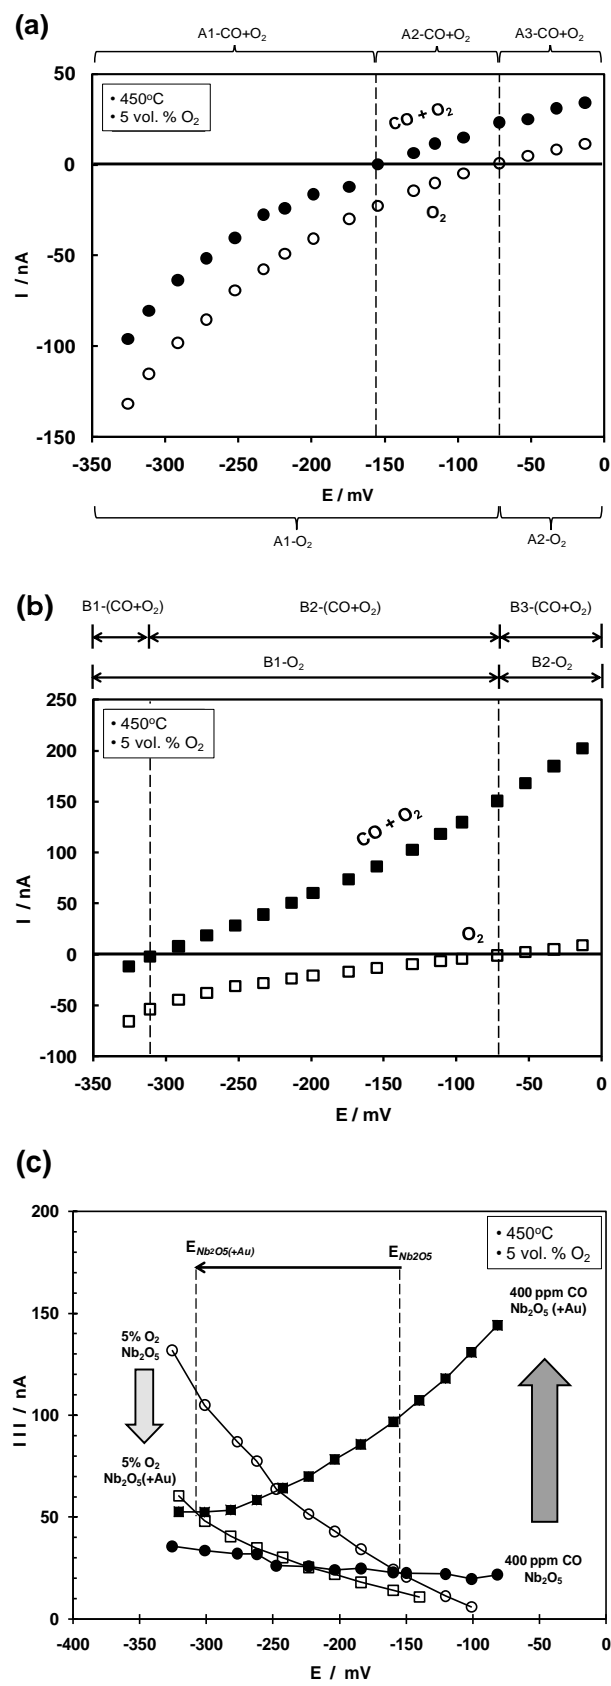 (a)
A1-CO+O₂ A2-CO+O₂ A3-CO+O₂
• 450°C
• 5 vol. % O₂
CO + O₂
O₂
50
0
-50
-100
-150
I / nA
-350 -300 -250 -200 -150 -100 -50 0
E / mV
A1-O₂ A2-O₂
(b)
B1-(CO+O₂) B2-(CO+O₂) B3-(CO+O₂)
B1-O₂ B2-O₂
• 450°C
• 5 vol. % O₂
CO + O₂
O₂
250
200
150
100
50
0
-50
-100
I / nA
-350 -300 -250 -200 -150 -100 -50 0
E / mV
(c)
• 450°C
• 5 vol. % O₂
E_Nb2O5(+Au) E_Nb2O5
400 ppm CO
Nb₂O₅ (+Au)
5% O₂
Nb₂O₅
5% O₂
Nb₂O₅(+Au)
400 ppm CO
Nb₂O₅
200
150
100
50
0
I I I / nA
-400 -350 -300 -250 -200 -150 -100 -50 0
E / mV